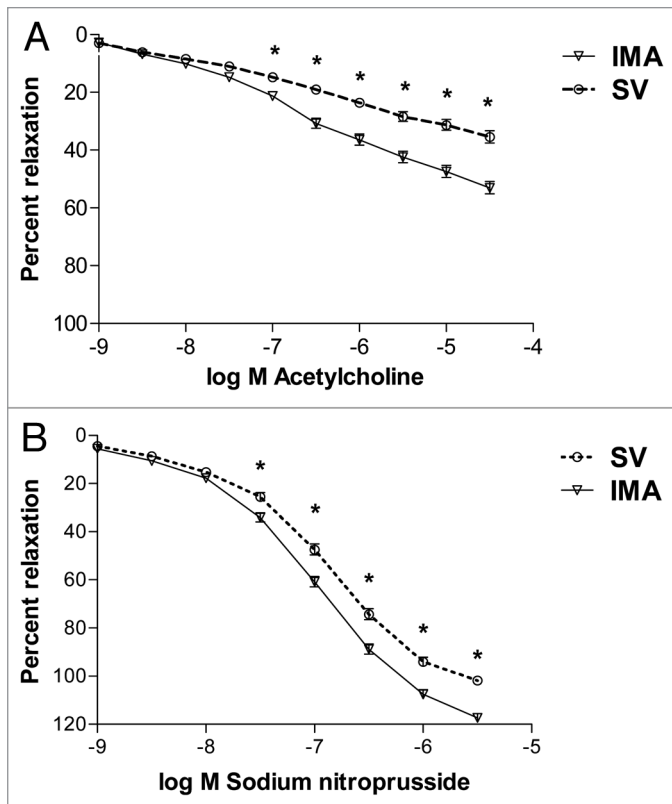 A
IMA
SV
Percent relaxation
0
20
40
60
80
100
* * * * * *
-9 -8 -7 -6 -5 -4
log M Acetylcholine
B
SV
IMA
Percent relaxation
0
20
40
60
80
100
120
* * * * *
-9 -8 -7 -6 -5
log M Sodium nitroprusside